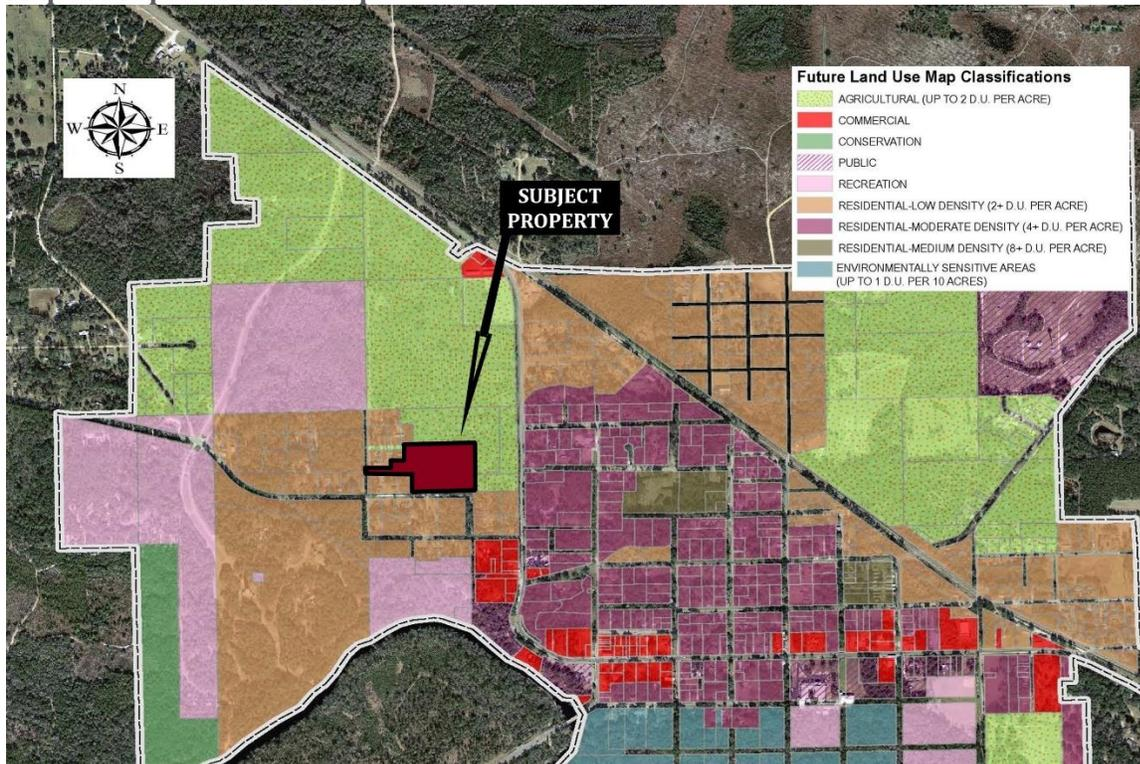 N
W E
S
SUBJECT
PROPERTY
Future Land Use Map Classifications
AGRICULTURAL (UP TO 2 D.U. PER ACRE)
COMMERCIAL
CONSERVATION
PUBLIC
RECREATION
RESIDENTIAL-LOW DENSITY (2+ D.U. PER ACRE)
RESIDENTIAL-MODERATE DENSITY (4+ D.U. PER ACRE)
RESIDENTIAL-MEDIUM DENSITY (8+ D.U. PER ACRE)
ENVIRONMENTALLY SENSITIVE AREAS
(UP TO 1 D.U. PER 10 ACRES)